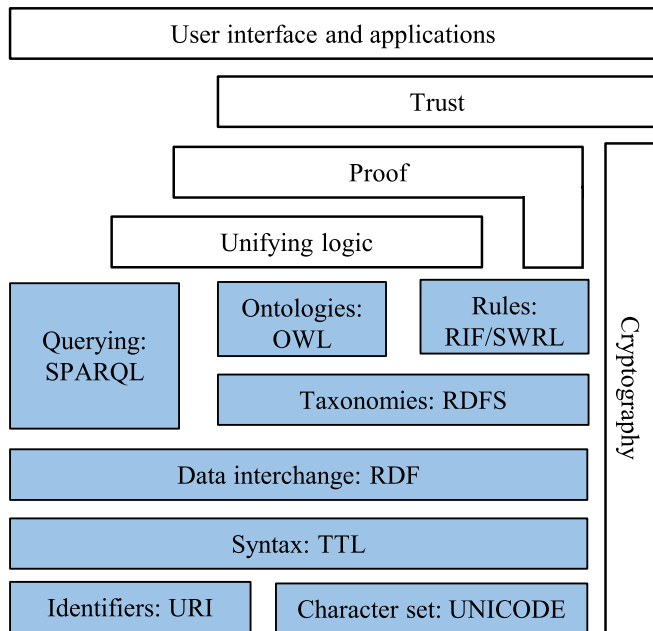 User interface and applications
Trust
Proof
Unifying logic
Querying:
SPARQL
Ontologies:
OWL
Rules:
RIF/SWRL
Taxonomies: RDFS
Cryptography
Data interchange: RDF
Syntax: TTL
Identifiers: URI
Character set: UNICODE